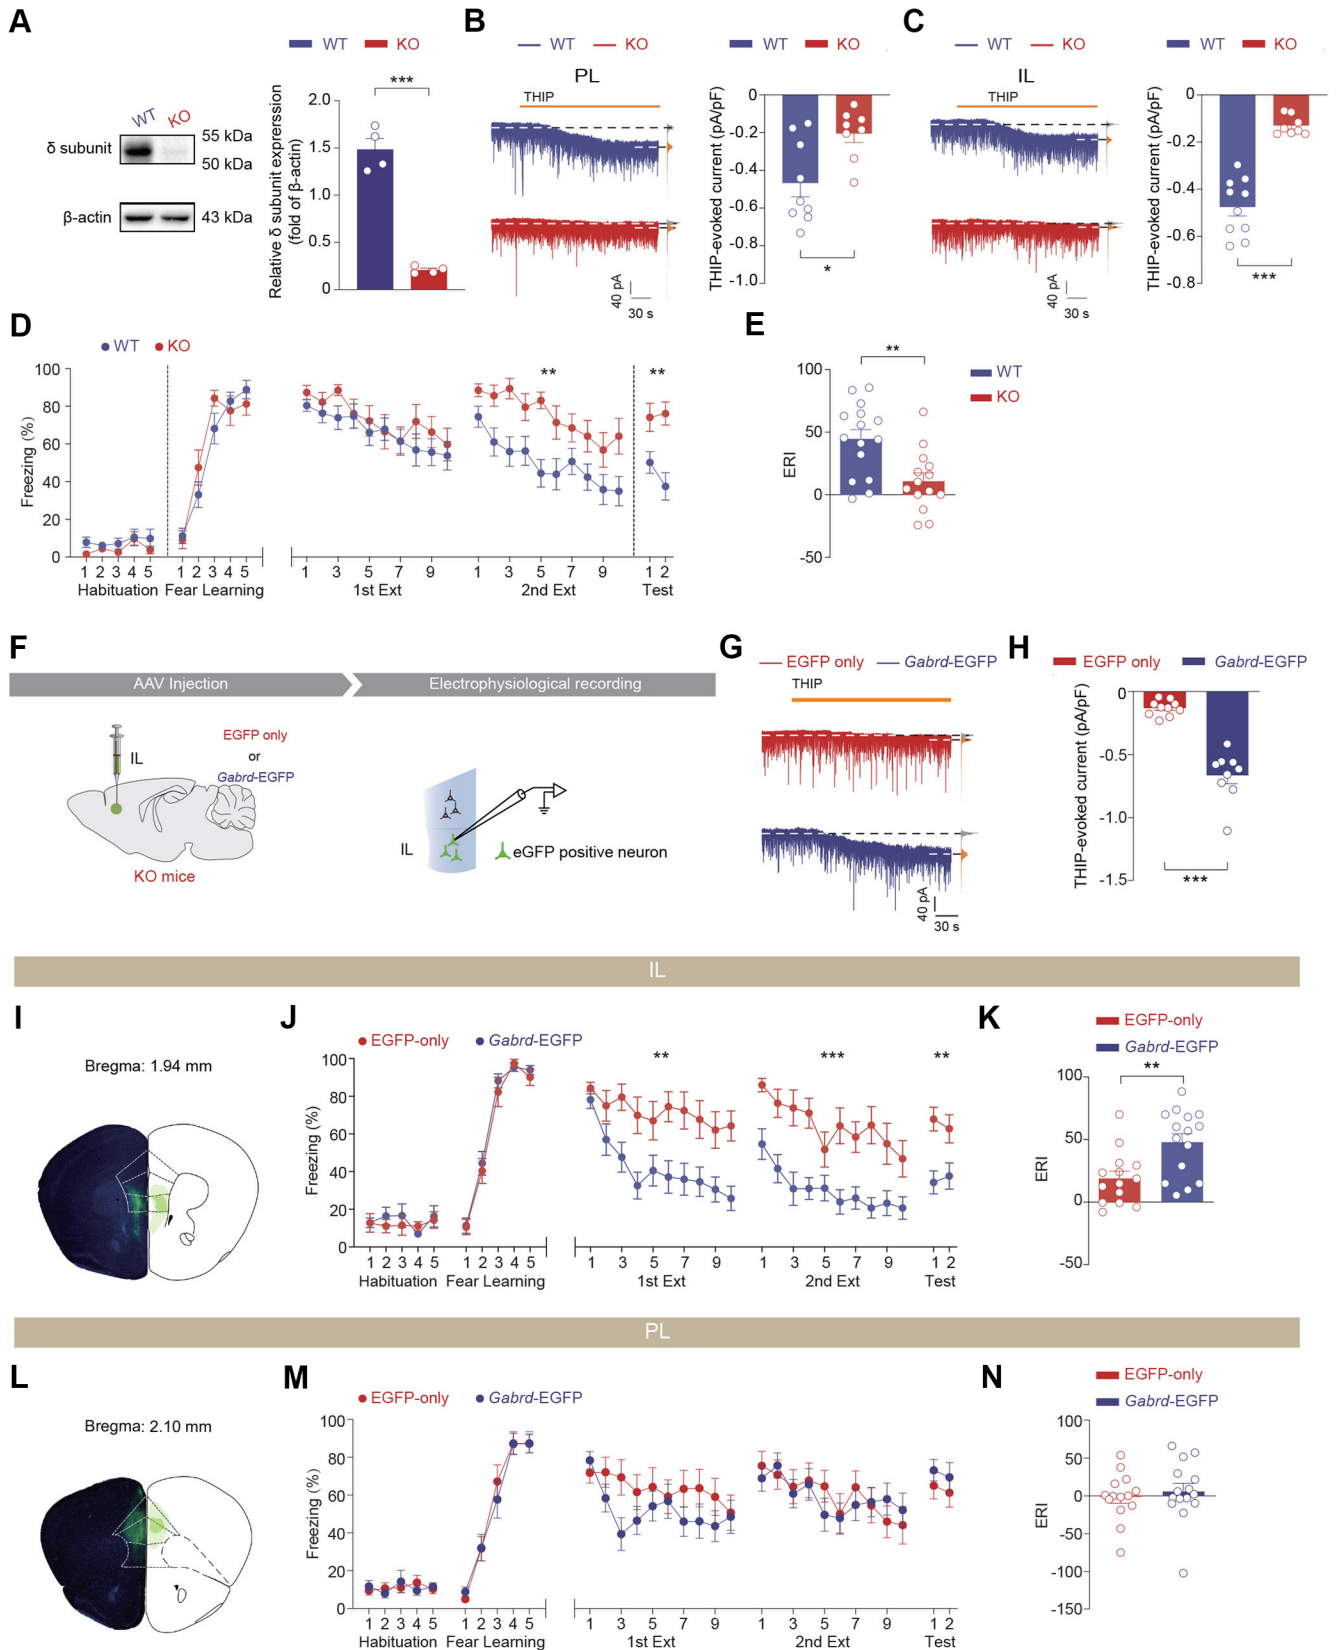 A
WT KO
WT KO
δ subunit
55 kDa
50 kDa
β-actin
43 kDa
Relative δ subunit experression
(fold of β-actin)
2.0
1.5
1.0
0.5
0
***
B
WT KO
PL
THIP
40 pA
30 s
WT KO
THIP-evoked current (pA/pF)
0
-0.2
-0.4
-0.6
-0.8
-1.0
*
C
WT KO
IL
THIP
40 pA
30 s
WT KO
THIP-evoked current (pA/pF)
0
-0.2
-0.4
-0.6
-0.8
***
D
WT KO
Freezing (%)
100
80
60
40
20
0
** **
1 2 3 4 5 1 2 3 4 5 1 3 5 7 9 1 3 5 7 9 1 2
Habituation Fear Learning 1st Ext 2nd Ext Test
E
**
WT
KO
ERI
100
50
0
-50
F
AAV Injection
Electrophysiological recording
IL
EGFP only
or
Gabrd-EGFP
KO mice
IL
eGFP positive neuron
G
EGFP only Gabrd-EGFP
THIP
40 pA
30 s
H
EGFP only Gabrd-EGFP
THIP-evoked current (pA/pF)
0
-0.5
-1.0
-1.5
***
IL
I
Bregma: 1.94 mm
J
EGFP-only Gabrd-EGFP
Freezing (%)
100
80
60
40
20
0
** *** **
1 2 3 4 5 1 2 3 4 5 1 3 5 7 9 1 3 5 7 9 1 2
Habituation Fear Learning 1st Ext 2nd Ext Test
K
EGFP-only
Gabrd-EGFP
**
ERI
100
50
0
-50
PL
L
Bregma: 2.10 mm
M
EGFP-only Gabrd-EGFP
Freezing (%)
100
80
60
40
20
0
1 2 3 4 5 1 2 3 4 5 1 3 5 7 9 1 3 5 7 9 1 2
Habituation Fear Learning 1st Ext 2nd Ext Test
N
EGFP-only
Gabrd-EGFP
ERI
100
50
0
-50
-100
-150